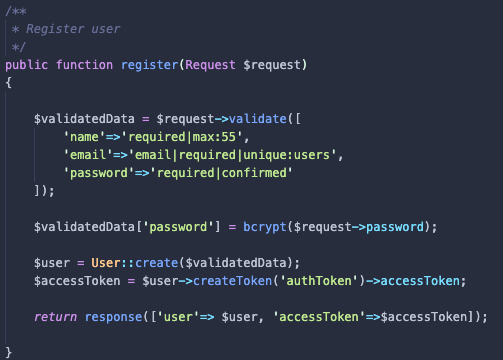 /**
 * Register user
 */
public function register(Request $request)
{
$validatedData = $request->validate([
'name'=>'required|max:55',
'email'=>'email|required|unique:users',
'password'=>'required|confirmed'
]);
$validatedData['password'] = bcrypt($request->password);
$user = User::create($validatedData);
$accessToken = $user->createToken('authToken')->accessToken;
return response(['user'=> $user, 'accessToken'=>$accessToken]);
}